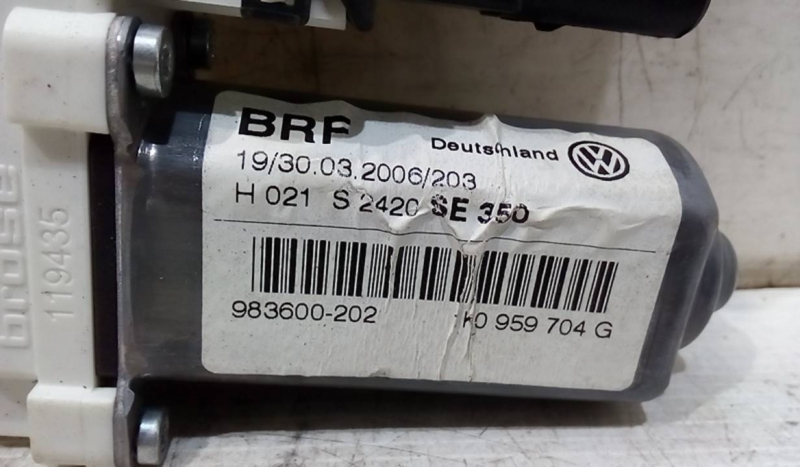 BRF
Deutschland
19/30.03.2006/203
H 021 S 2420 SE 350
983600-202
1K0 959 704 G
brose
119435